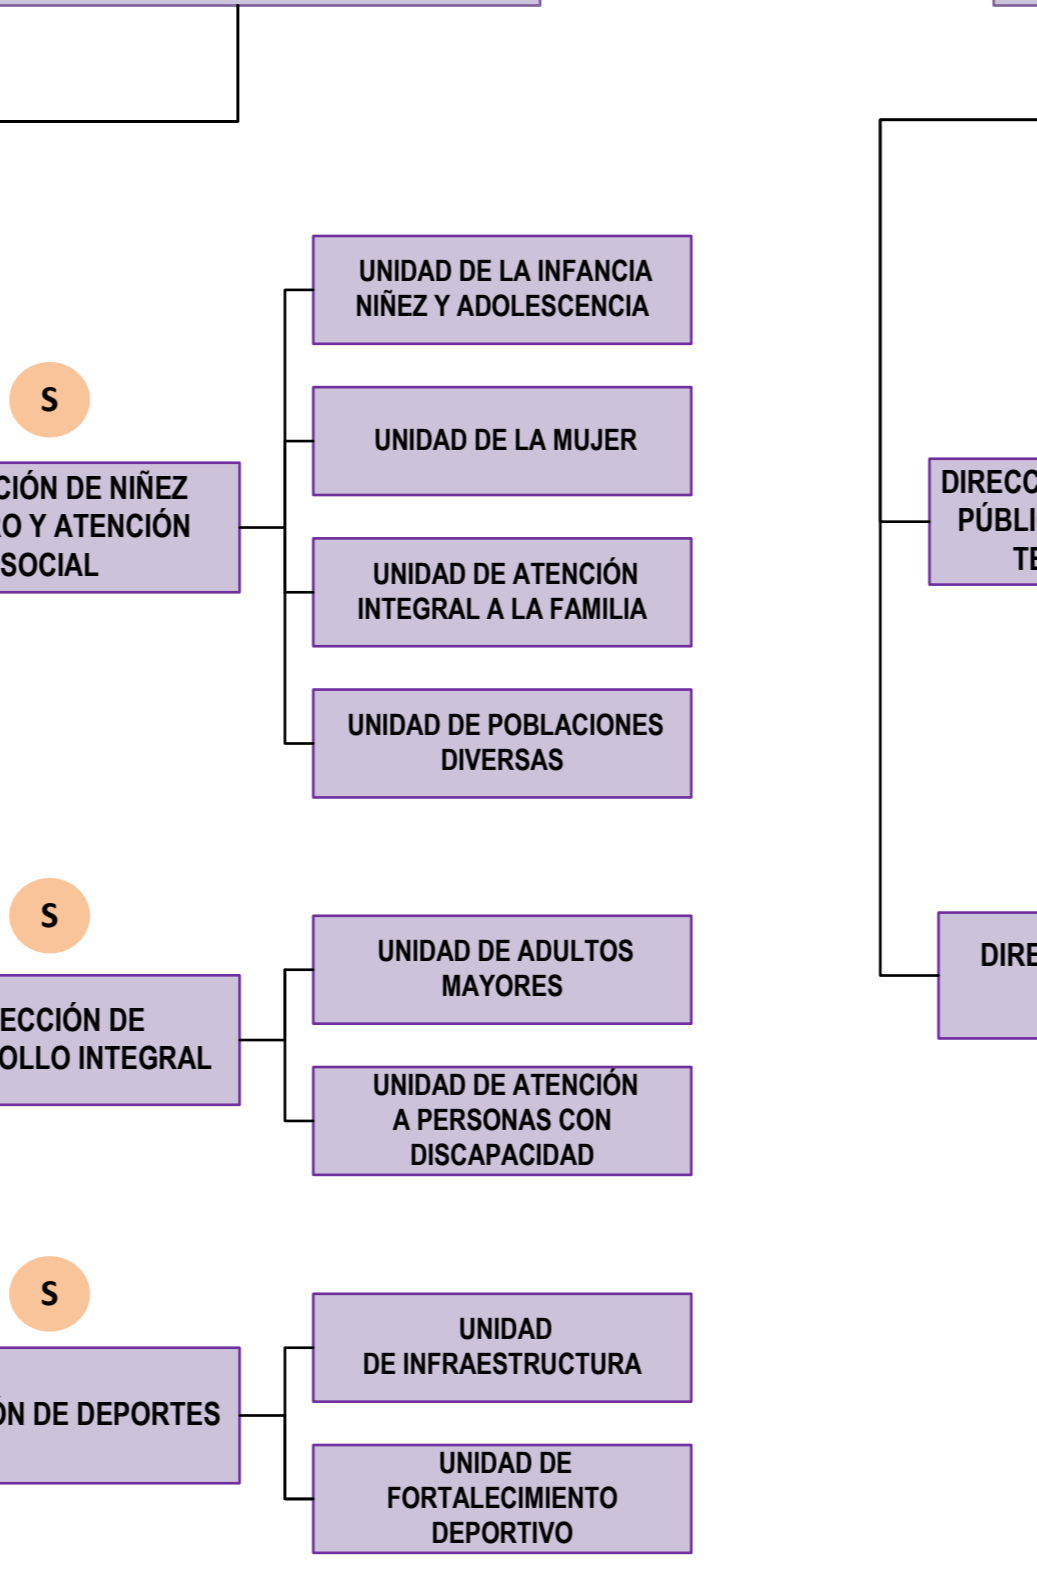 UNIDAD DE LA INFANCIA
NIÑEZ Y ADOLESCENCIA
S
UNIDAD DE LA MUJER
CIÓN DE NIÑEZ
O Y ATENCIÓN
SOCIAL
UNIDAD DE ATENCIÓN
INTEGRAL A LA FAMILIA
UNIDAD DE POBLACIONES
DIVERSAS
S
UNIDAD DE ADULTOS
MAYORES
ECCIÓN DE
OLLO INTEGRAL
UNIDAD DE ATENCIÓN
A PERSONAS CON
DISCAPACIDAD
S
UNIDAD
DE INFRAESTRUCTURA
ÓN DE DEPORTES
UNIDAD DE
FORTALECIMIENTO
DEPORTIVO
DIRECC
PÚBLI
TE
DIRE